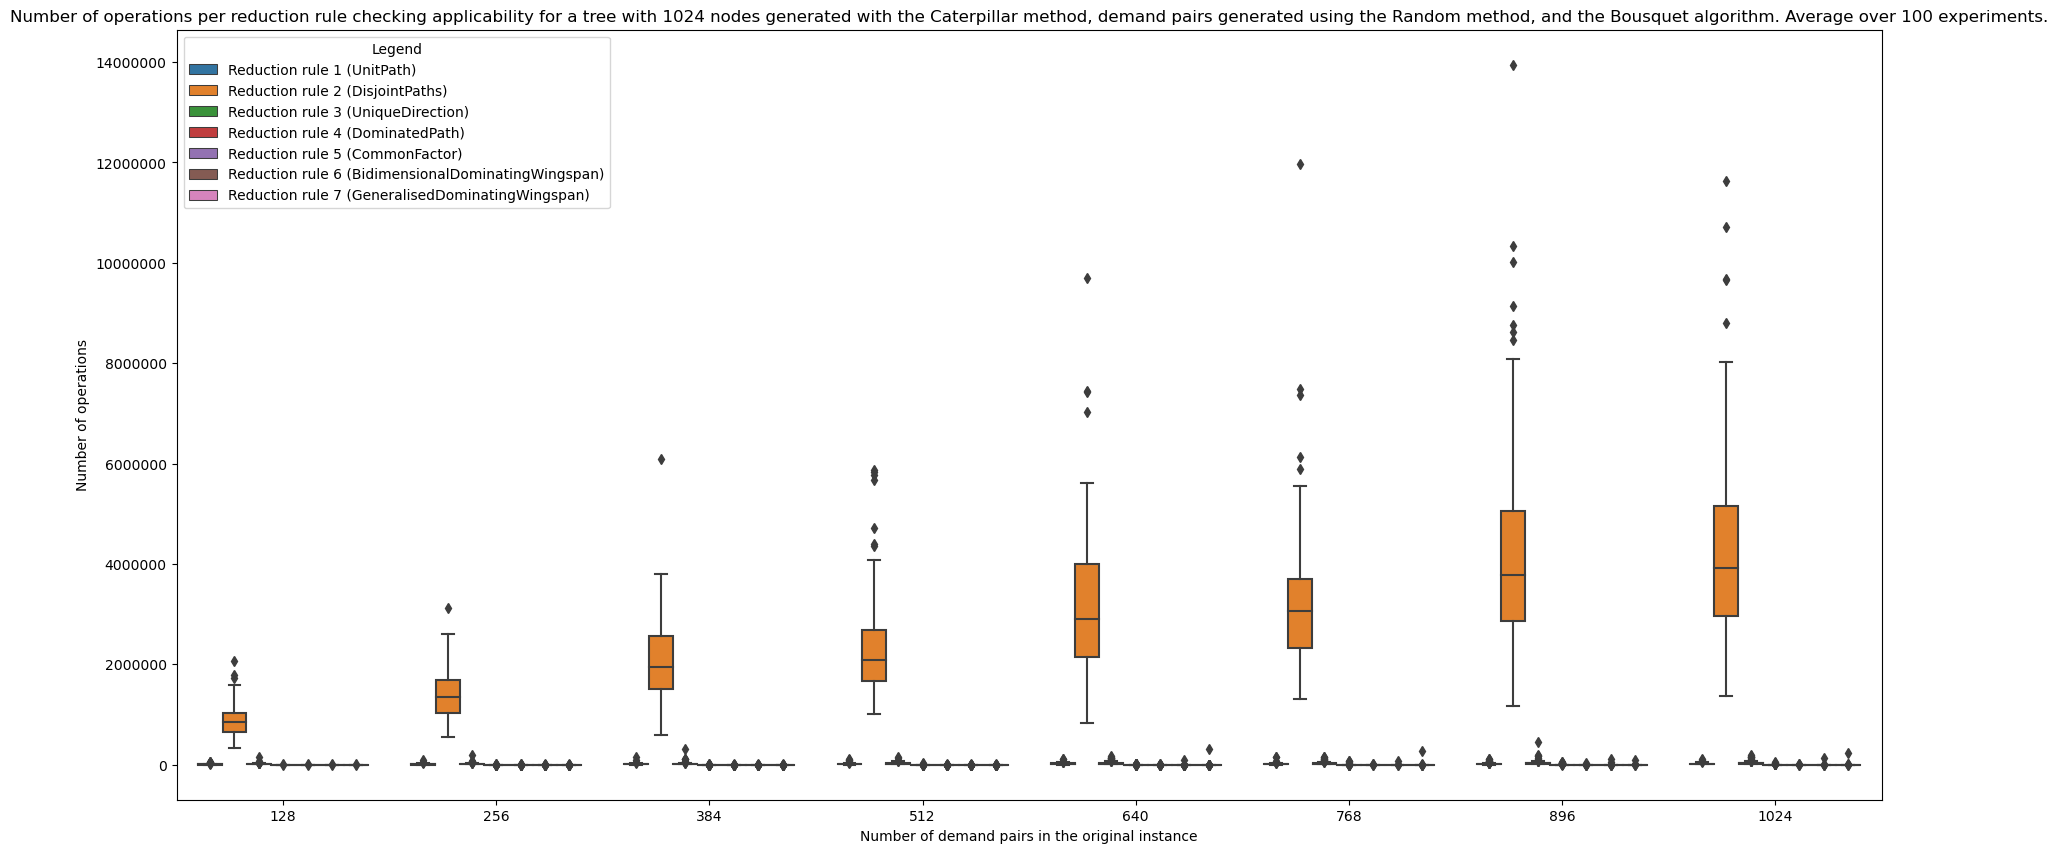 Number of operations per reduction rule checking applicability for a tree with 1024 nodes generated with the Caterpillar method, demand pairs generated using the Random method, and the Bousquet algorithm. Average over 100 experiments.
Legend
Reduction rule 1 (UnitPath)
Reduction rule 2 (DisjointPaths)
Reduction rule 3 (UniqueDirection)
Reduction rule 4 (DominatedPath)
Reduction rule 5 (CommonFactor)
Reduction rule 6 (BidimensionalDominatingWingspan)
Reduction rule 7 (GeneralisedDominatingWingspan)
Number of operations
14000000
12000000
10000000
8000000
6000000
4000000
2000000
0
128 256 384 512 640 768 896 1024
Number of demand pairs in the original instance